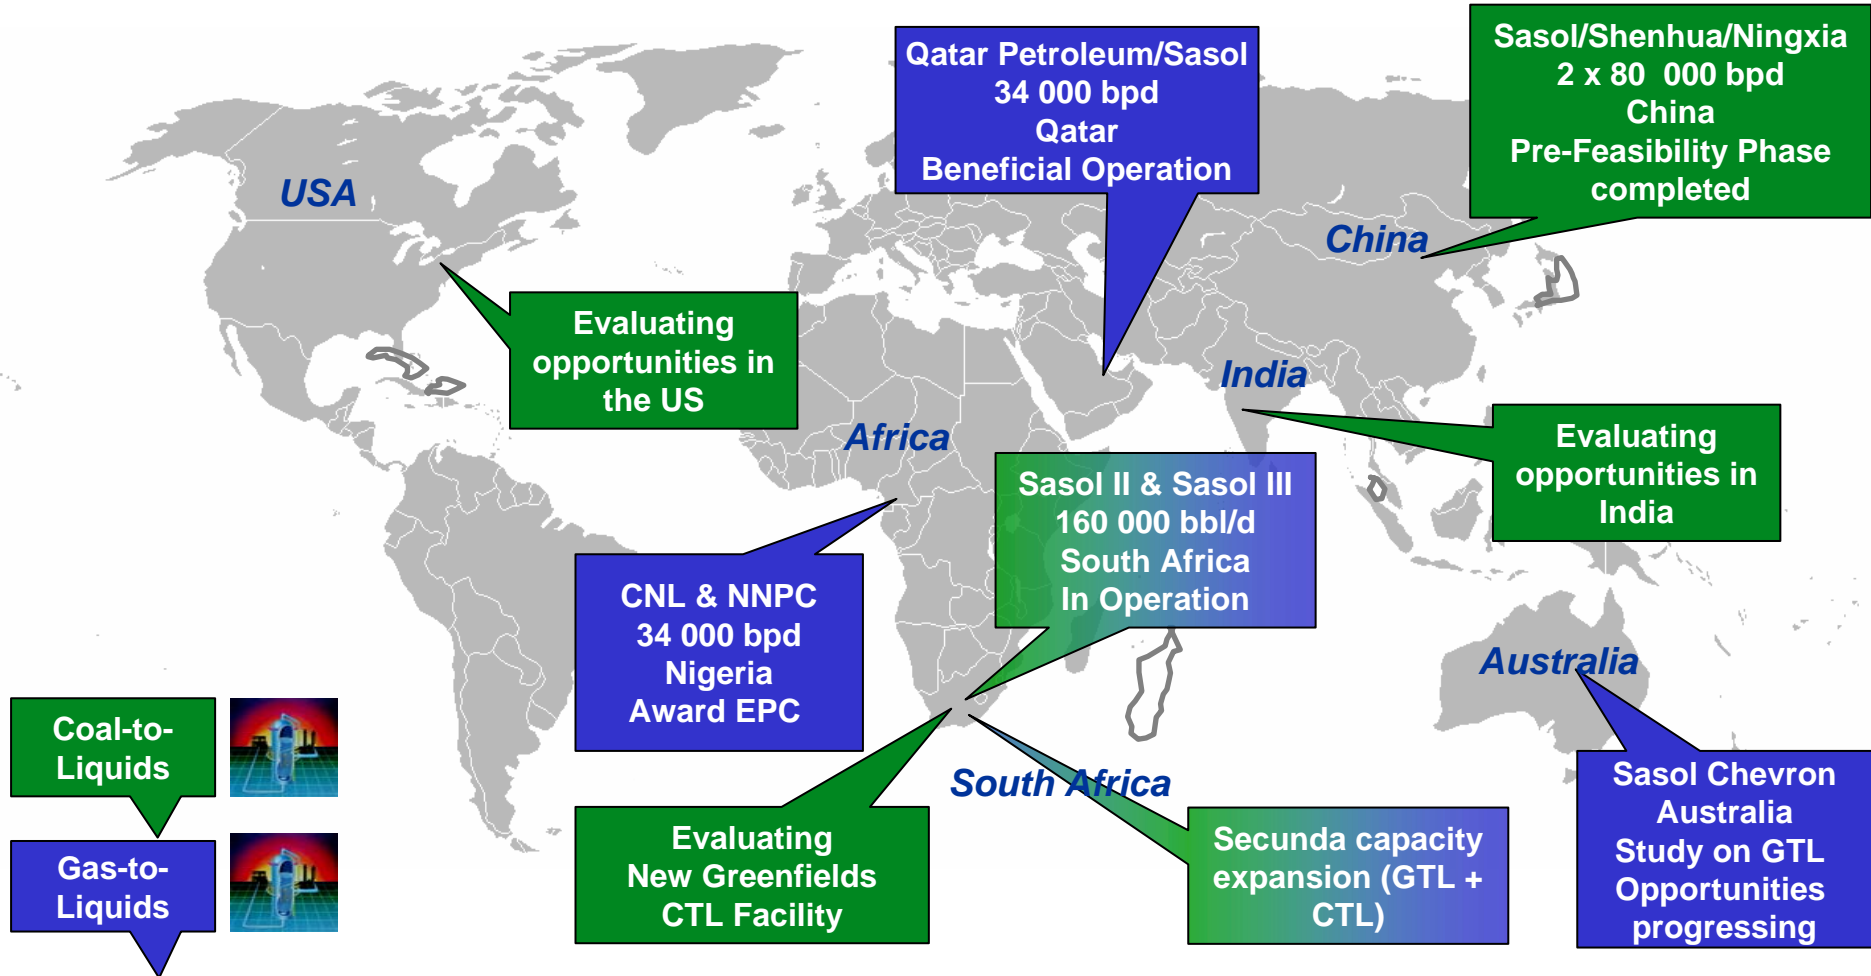 Qatar Petroleum/Sasol
34 000 bpd
Qatar
Beneficial Operation
Sasol/Shenhua/Ningxia
2 x 80 000 bpd
China
Pre-Feasibility Phase
completed
USA
China
Evaluating
opportunities in
the US
India
Africa
Evaluating
opportunities in
India
Sasol II & Sasol III
160 000 bbl/d
South Africa
In Operation
CNL & NNPC
34 000 bpd
Nigeria
Award EPC
Australia
Coal-to-
Liquids
South Africa
Sasol Chevron
Australia
Study on GTL
Opportunities
progressing
Evaluating
New Greenfields
CTL Facility
Secunda capacity
expansion (GTL +
CTL)
Gas-to-
Liquids